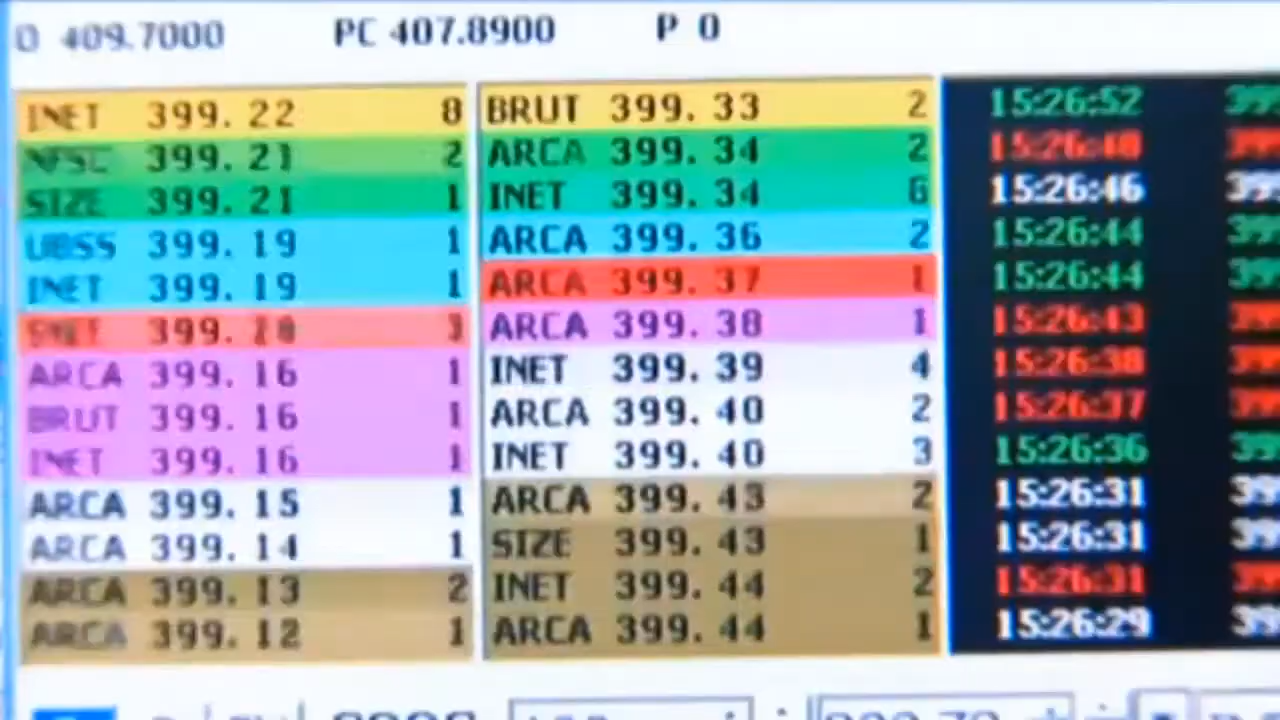 O 409.7000 PC 407.8900 P 0
INET 399.22 8 BRUT 399.33 2 15:26:52
399.21 2 ARCA 399.34 2 15:26:48
SIZE 399.21 1 INET 399.34 6 15:26:46
UBSS 399.19 1 ARCA 399.36 2 15:26:44
INET 399.19 1 ARCA 399.37 1 15:26:44
3 ARCA 399.38 1 15:26:43
ARCA 399.16 1 INET 399.39 4 15:26:38
BRUT 399.16 1 ARCA 399.40 2 15:26:37
INET 399.16 1 INET 399.40 3 15:26:36
ARCA 399.15 1 ARCA 399.43 2 15:26:31
ARCA 399.14 1 SIZE 399.43 1 15:26:31
ARCA 399.13 2 INET 399.44 2 15:26:31
ARCA 399.12 1 ARCA 399.44 1 15:26:29